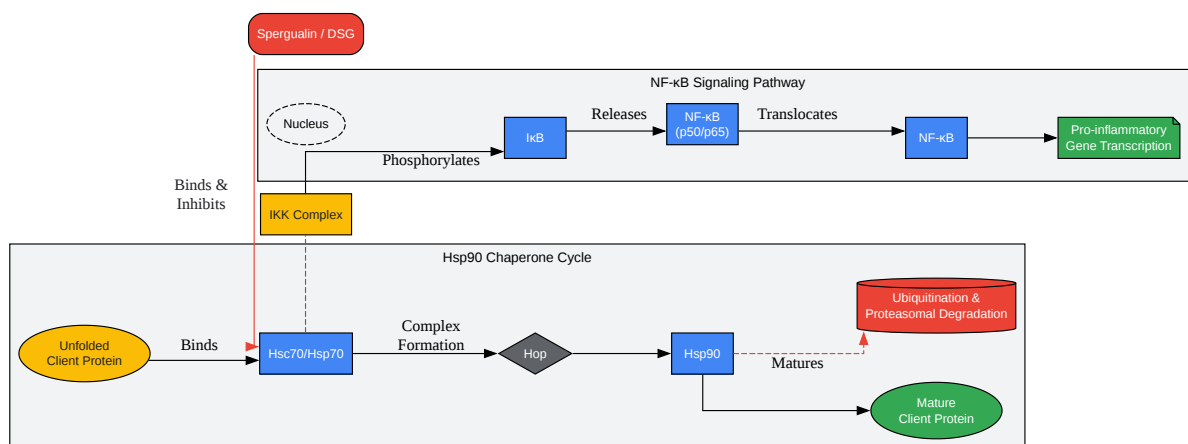 Spergualin / DSG
NF-κB Signaling Pathway
Nucleus
Phosphorylates
IκB
Releases
NF-κB
(p50/p65)
Translocates
NF-κB
Pro-inflammatory
Gene Transcription
Binds &
Inhibits
IKK Complex
Hsp90 Chaperone Cycle
Unfolded
Client Protein
Binds
Hsc70/Hsp70
Complex
Formation
Hop
Hsp90
Matures
Ubiquitination &
Proteasomal Degradation
Mature
Client Protein